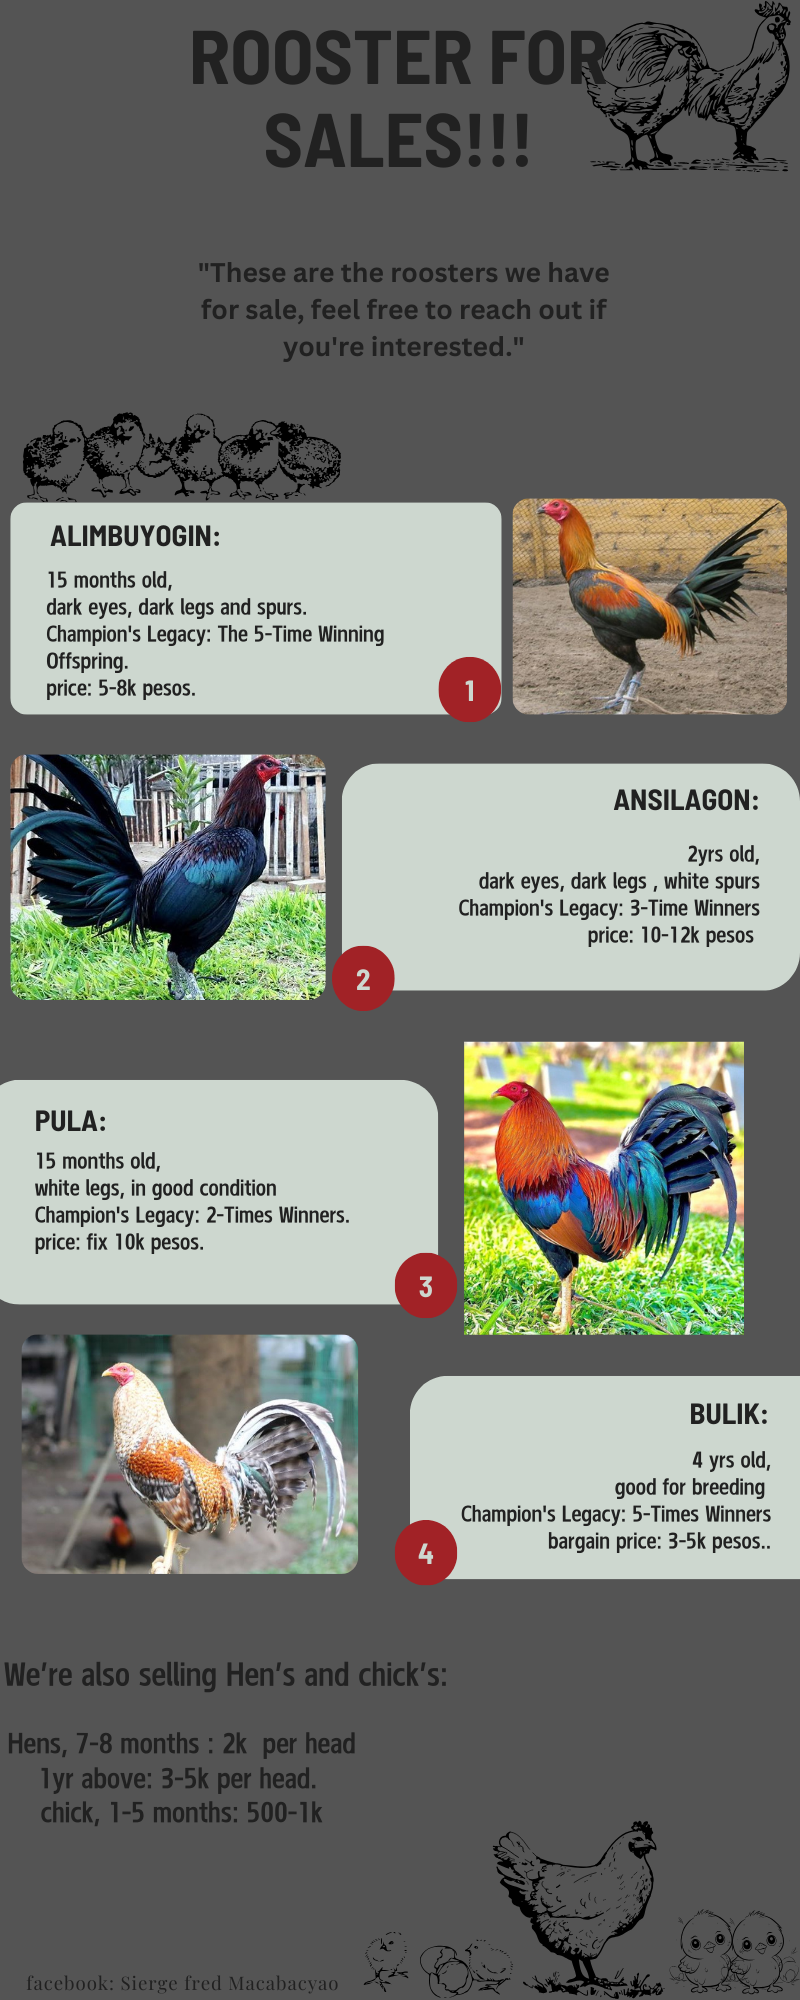 ROOSTER FOR
SALES!!!
"These are the roosters we have
for sale, feel free to reach out if
you're interested."
ALIMBUYOGIN:
15 months old,
dark eyes, dark legs and spurs.
Champion's Legacy: The 5-Time Winning
Offspring.
price: 5-8k pesos.
1
ANSILAGON:
2yrs old,
dark eyes, dark legs , white spurs
Champion's Legacy: 3-Time Winners
price: 10-12k pesos
2
PULA:
15 months old,
white legs, in good condition
Champion's Legacy: 2-Times Winners.
price: fix 10k pesos.
3
BULIK:
4 yrs old,
good for breeding
Champion's Legacy: 5-Times Winners
bargain price: 3-5k pesos..
4
We're also selling Hen's and chick's:
Hens, 7-8 months : 2k per head
1yr above: 3-5k per head.
chick, 1-5 months: 500-1k
facebook: Sierge fred Macabacyao